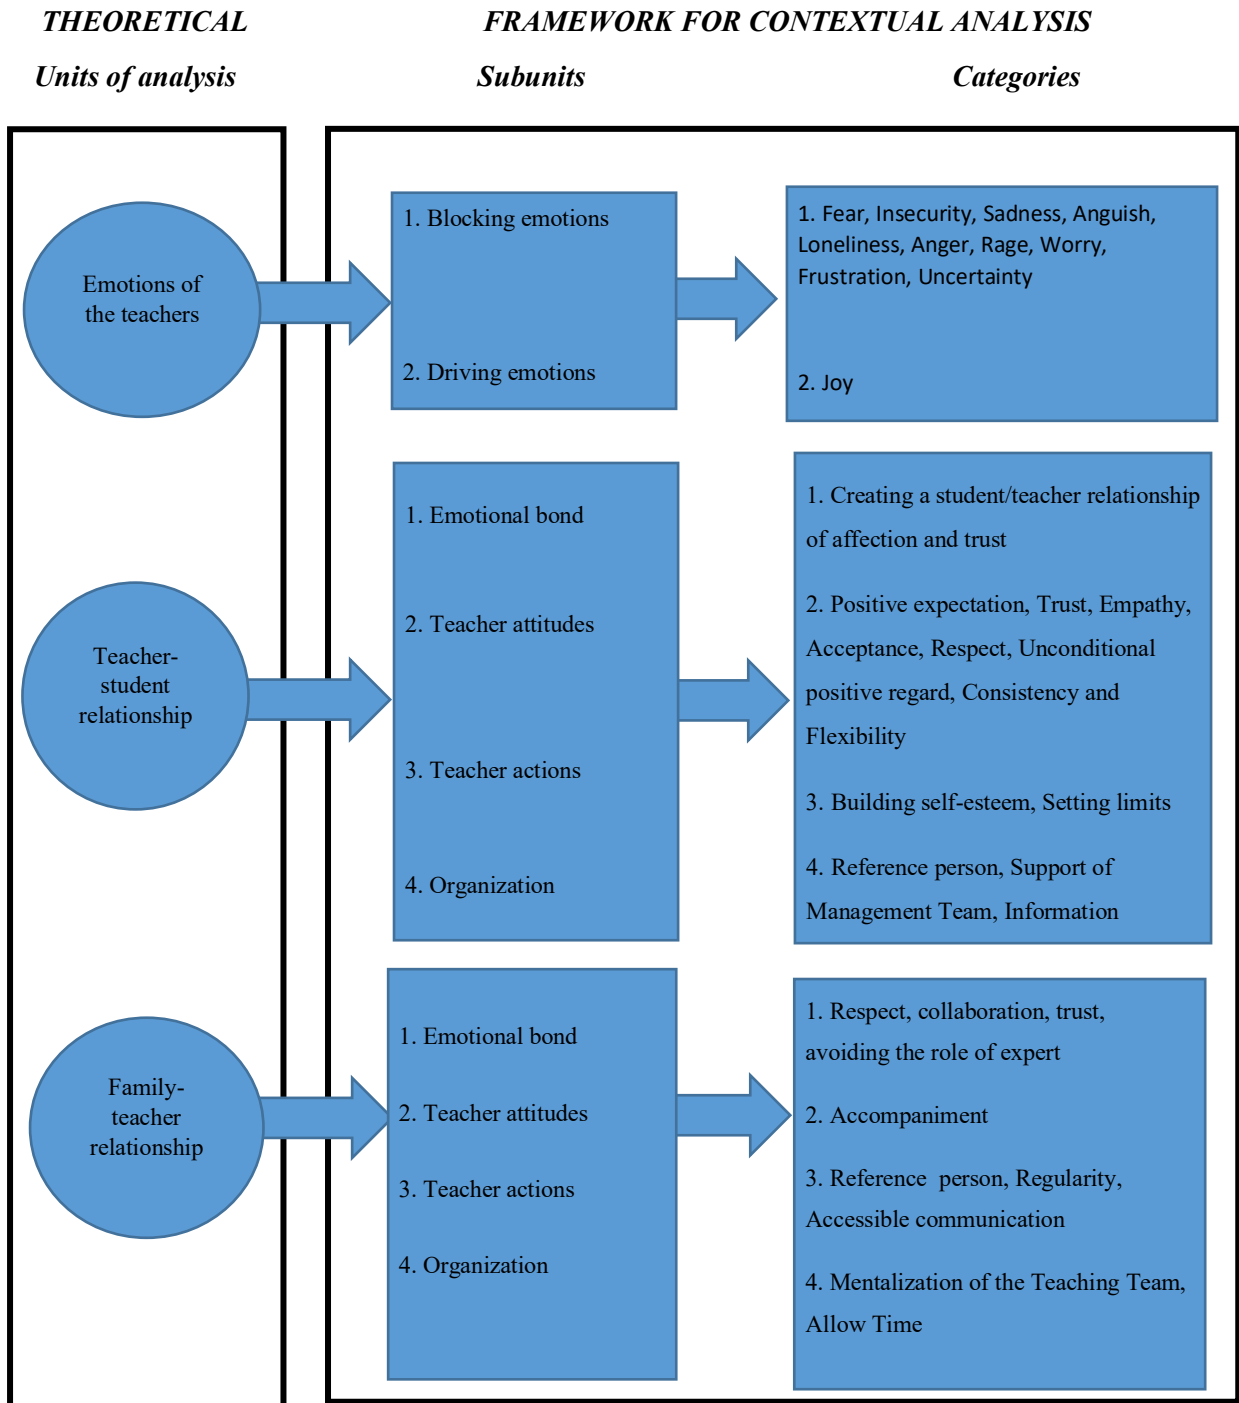 THEORETICAL
FRAMEWORK FOR CONTEXTUAL ANALYSIS
Units of analysis
Subunits
Categories
Emotions of
the teachers
1. Blocking emotions
2. Driving emotions
1. Fear, Insecurity, Sadness, Anguish,
Loneliness, Anger, Rage, Worry,
Frustration, Uncertainty
2. Joy
Teacher-
student
relationship
1. Emotional bond
2. Teacher attitudes
3. Teacher actions
4. Organization
1. Creating a student/teacher relationship
of affection and trust
2. Positive expectation, Trust, Empathy,
Acceptance, Respect, Unconditional
positive regard, Consistency and
Flexibility
3. Building self-esteem, Setting limits
4. Reference person, Support of
Management Team, Information
Family-
teacher
relationship
1. Emotional bond
2. Teacher attitudes
3. Teacher actions
4. Organization
1. Respect, collaboration, trust,
avoiding the role of expert
2. Accompaniment
3. Reference  person, Regularity,
Accessible communication
4. Mentalization of the Teaching Team,
Allow Time